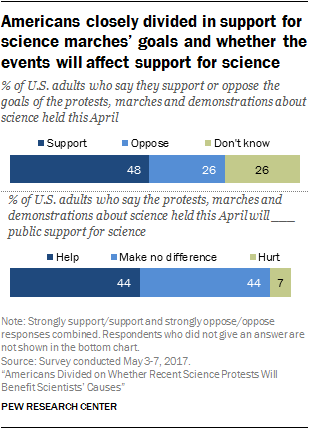 Americans closely divided in support for
science marches' goals and whether the
events will affect support for science
% of U.S. adults who say they support or oppose the
goals of the protests, marches and demonstrations about
science held this April
Support Oppose Don't know
48 26 26
% of U.S. adults who say the protests, marches and
demonstrations about science held this April will ___
public support for science
Help Make no difference Hurt
44 44 7
Note: Strongly support/support and strongly oppose/oppose
responses combined. Respondents who did not give an answer are
not shown in the bottom chart.
Source: Survey conducted May 3-7, 2017.
"Americans Divided on Whether Recent Science Protests Will
Benefit Scientists' Causes"
PEW RESEARCH CENTER